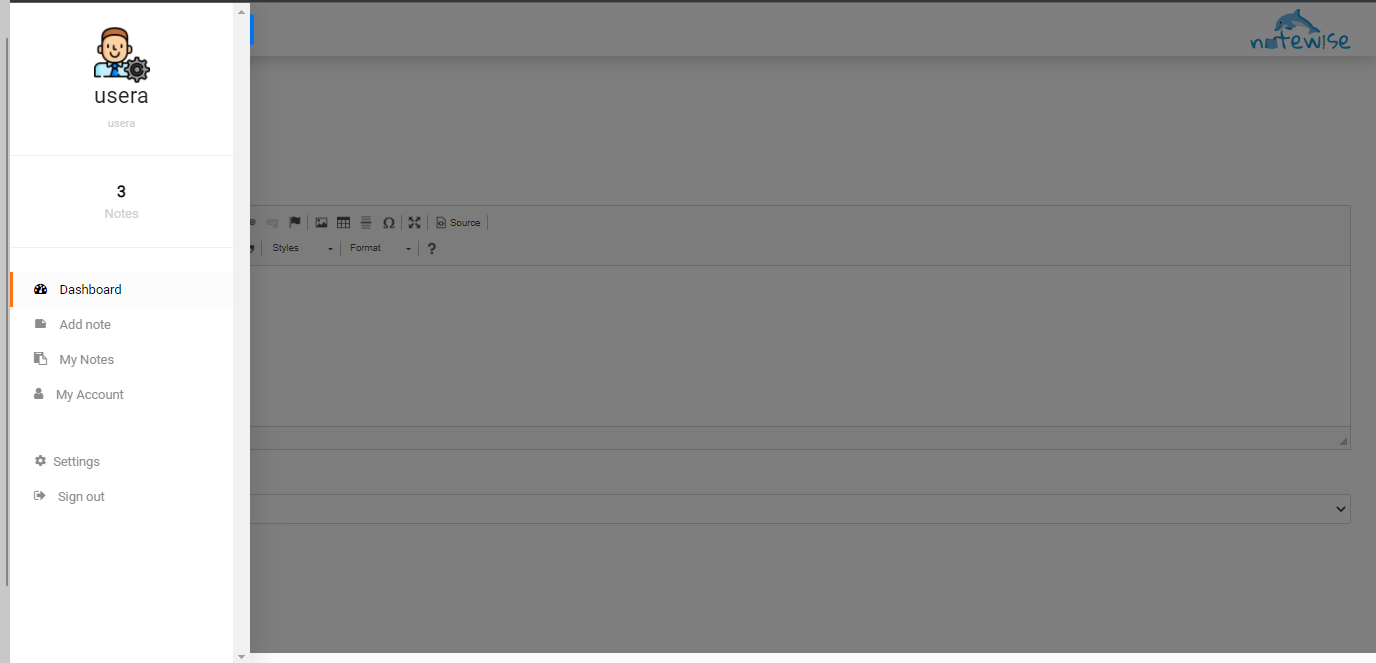 usera
usera
3
Notes
Dashboard
Add note
My Notes
My Account
Settings
Sign out
notewise
Source
Styles
Format